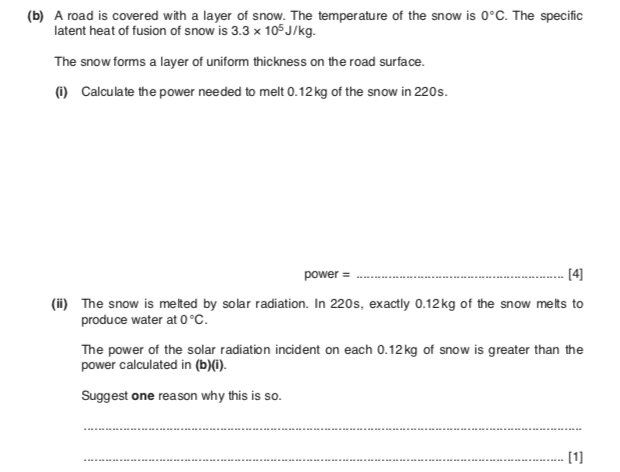 (b) A road is covered with a layer of snow. The temperature of the snow is 0°C. The specific
latent heat of fusion of snow is 3.3 × 10⁵ J/kg.
The snow forms a layer of uniform thickness on the road surface.
(i) Calculate the power needed to melt 0.12 kg of the snow in 220 s.
power = ............................................................ [4]
(ii) The snow is melted by solar radiation. In 220 s, exactly 0.12 kg of the snow melts to
produce water at 0 °C.
The power of the solar radiation incident on each 0.12 kg of snow is greater than the
power calculated in (b)(i).
Suggest one reason why this is so.
....................................................................................................................................
.............................................................................................................................. [1]